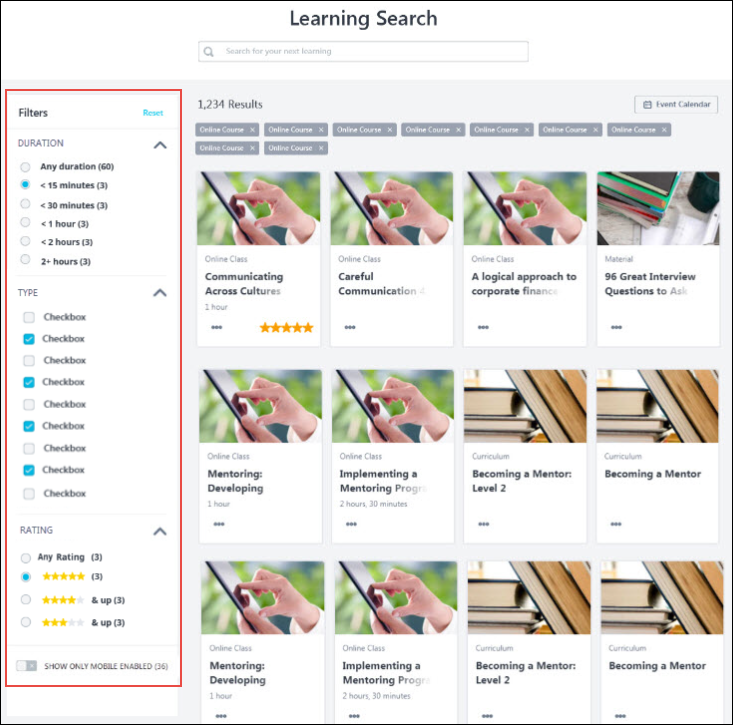 Learning Search
Search for your next learning
Filters
Reset
DURATION
Any duration (60)
< 15 minutes (3)
< 30 minutes (3)
< 1 hour (3)
< 2 hours (3)
2+ hours (3)
TYPE
Checkbox
Checkbox
Checkbox
Checkbox
Checkbox
Checkbox
Checkbox
Checkbox
Checkbox
RATING
Any Rating (3)
(3)
& up (3)
& up (3)
SHOW ONLY MOBILE ENABLED (36)
1,234 Results
Event Calendar
Online Course × Online Course × Online Course × Online Course × Online Course × Online Course × Online Course ×
Online Course × Online Course ×
Online Class
Communicating
Across Cultures
1 hour
Online Class
Careful
Communication
Online Class
A logical approach to
corporate finance
Material
96 Great Interview
Questions to Ask
Online Class
Mentoring:
Developing
1 hour
Online Class
Implementing a
Mentoring Progra
2 hours, 30 minutes
Curriculum
Becoming a Mentor:
Level 2
Curriculum
Becoming a Mentor
Online Class
Mentoring:
Developing
1 hour
Online Class
Implementing a
Mentoring Progra
2 hours, 30 minutes
Curriculum
Becoming a Mentor:
Level 2
Curriculum
Becoming a Mentor